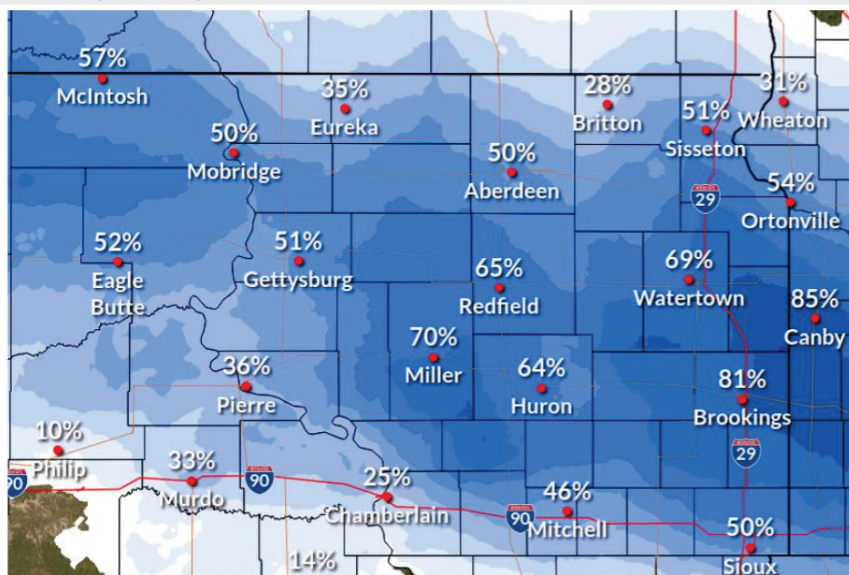 57%
McIntosh
35%
Eureka
28%
Britton
31%
Wheaton
51%
Sisseton
50%
Mobridge
50%
Aberdeen
29
54%
Ortonville
52%
Eagle
Butte
51%
Gettysburg
65%
Redfield
69%
Watertown
85%
Canby
70%
Miller
36%
Pierre
64%
Huron
81%
Brookings
10%
Philip
90
33%
Murdo
90
25%
Chamberlain
90
46%
Mitchell
29
50%
Sioux
14%